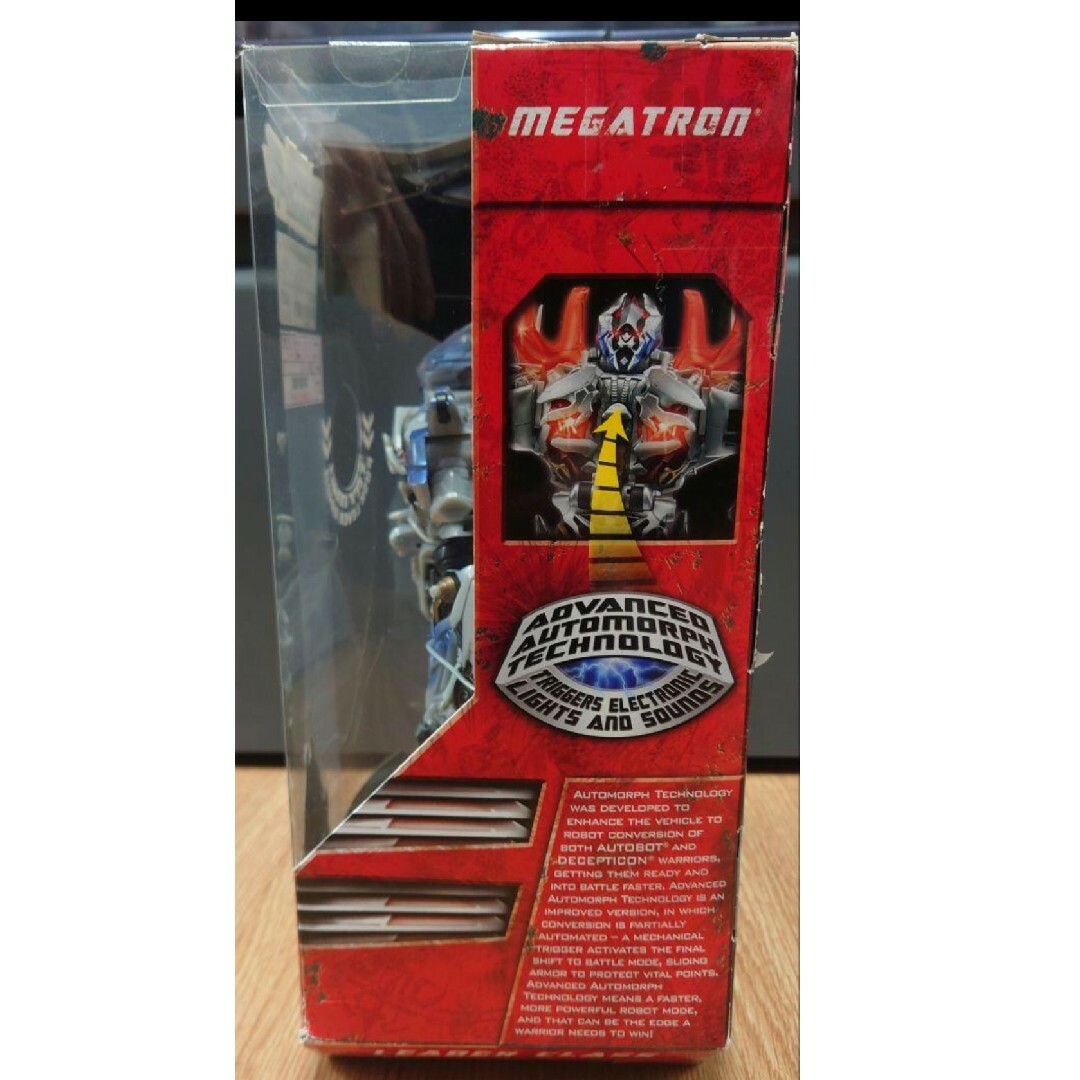 MEGATRON®
ADVANCED
AUTOMORPH
TECHNOLOGY
TRIGGERS ELECTRONIC
LIGHTS AND SOUNDS
AUTOMORPH TECHNOLOGY
WAS DEVELOPED TO
ENHANCE THE VEHICLE TO
ROBOT CONVERSION OF
BOTH AUTOBOT® AND
DECEPTICON® WARRIORS,
GETTING THEM READY AND
INTO BATTLE FASTER. ADVANCED
AUTOMORPH TECHNOLOGY IS AN
IMPROVED VERSION, IN WHICH
CONVERSION IS PARTIALLY
AUTOMATED – A MECHANICAL
TRIGGER ACTIVATES THE FINAL
SHIFT TO BATTLE MODE, SLIDING
ARMOR TO PROTECT VITAL POINTS.
ADVANCED AUTOMORPH
TECHNOLOGY MEANS A FASTER,
MORE POWERFUL ROBOT MODE,
AND THAT CAN BE THE EDGE A
WARRIOR NEEDS TO WIN!
LEADER CLASS